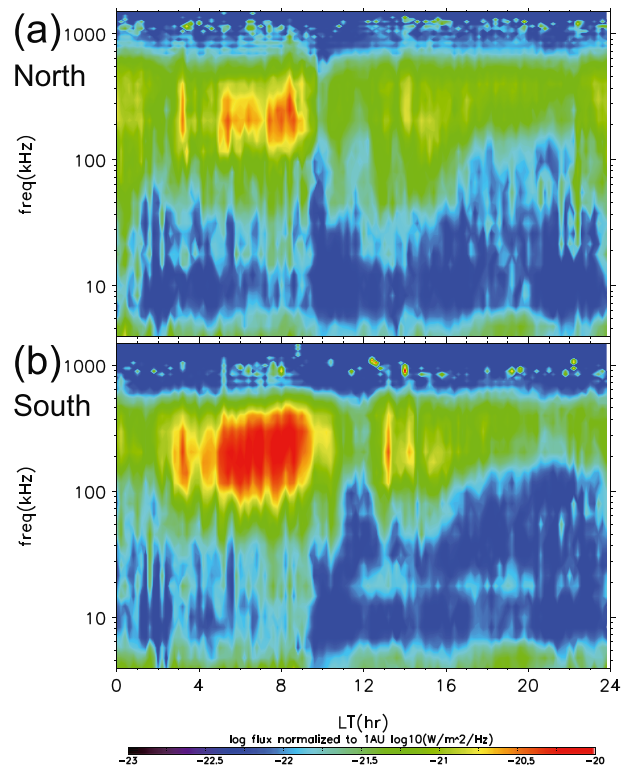 (a)
North
1000
100
10
freq(kHz)
(b)
South
1000
100
10
freq(kHz)
0 4 8 12 16 20 24
LT(hr)
log flux normalized to 1AU log10(W/m^2/Hz)
-23 -22.5 -22 -21.5 -21 -20.5 -20